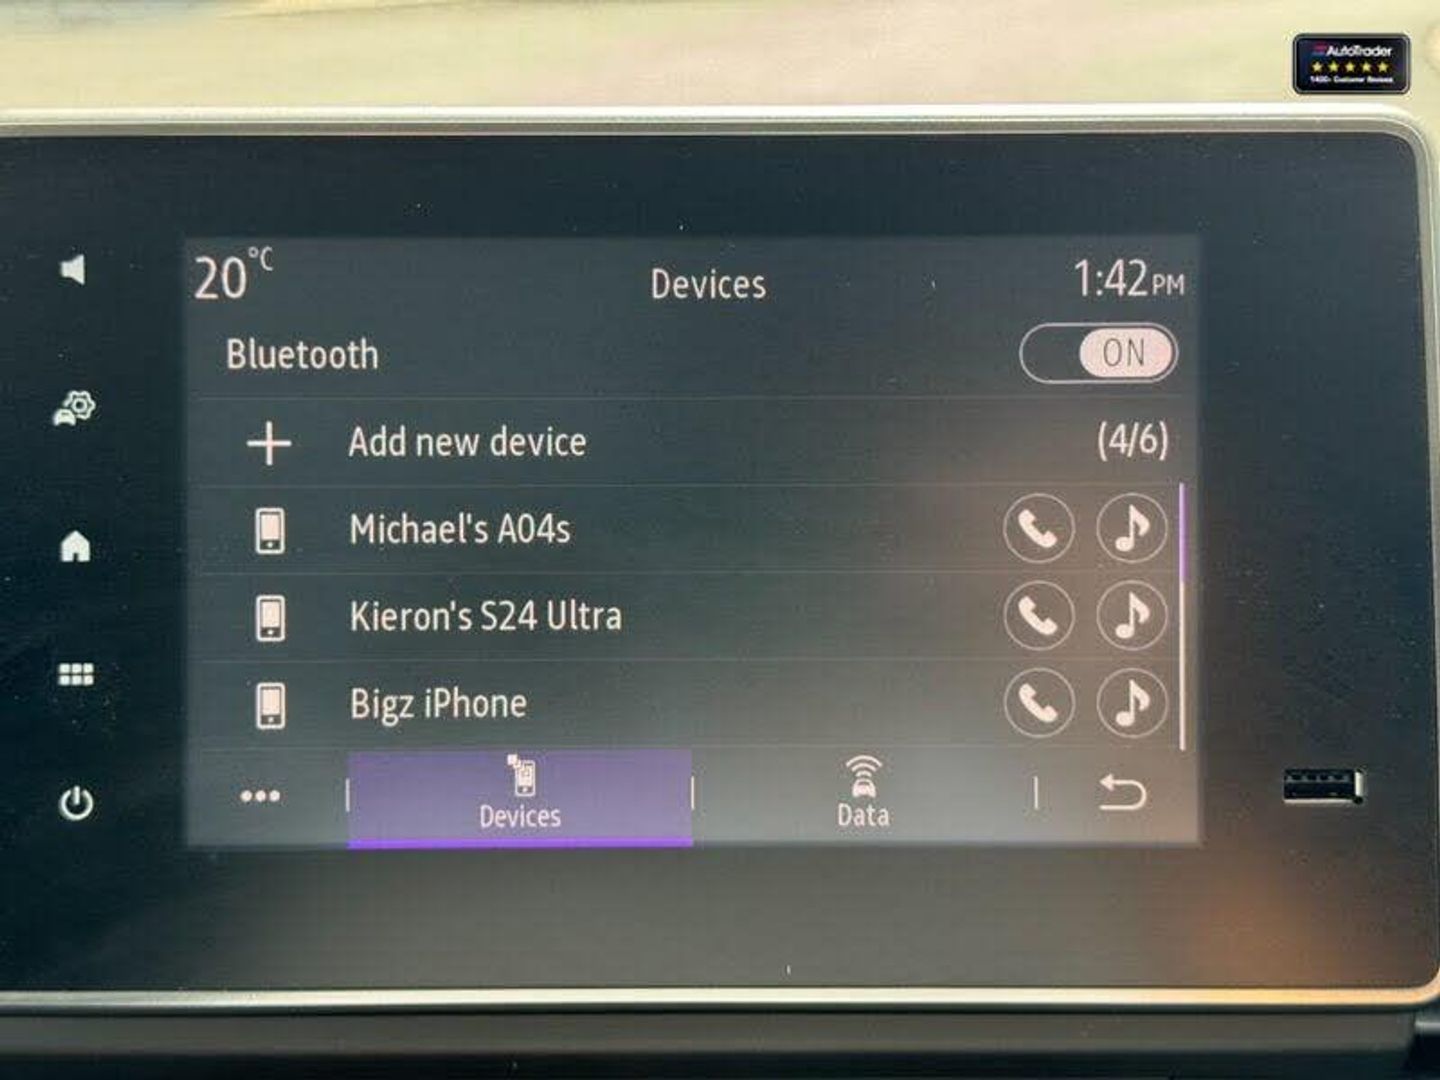 AutoTrader
20°C
Devices
1:42PM
Bluetooth
ON
Add new device
(4/6)
Michael's A04s
Kieron's S24 Ultra
Bigz iPhone
Devices
Data